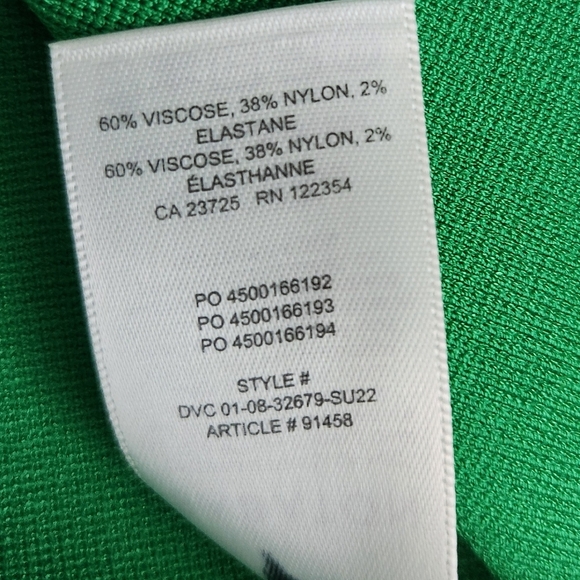 60% VISCOSE, 38% NYLON, 2%
ELASTANE
60% VISCOSE, 38% NYLON, 2%
ÉLASTHANNE
CA 23725 RN 122354
PO 4500166192
PO 4500166193
PO 4500166194
STYLE #
DVC 01-08-32679-SU22
ARTICLE # 91458